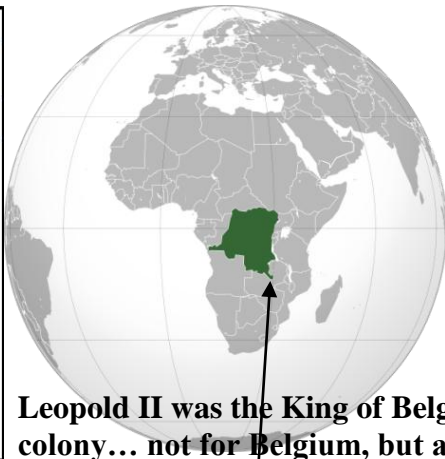 Leopold II was the King of Belg
colony… not for Belgium, but a